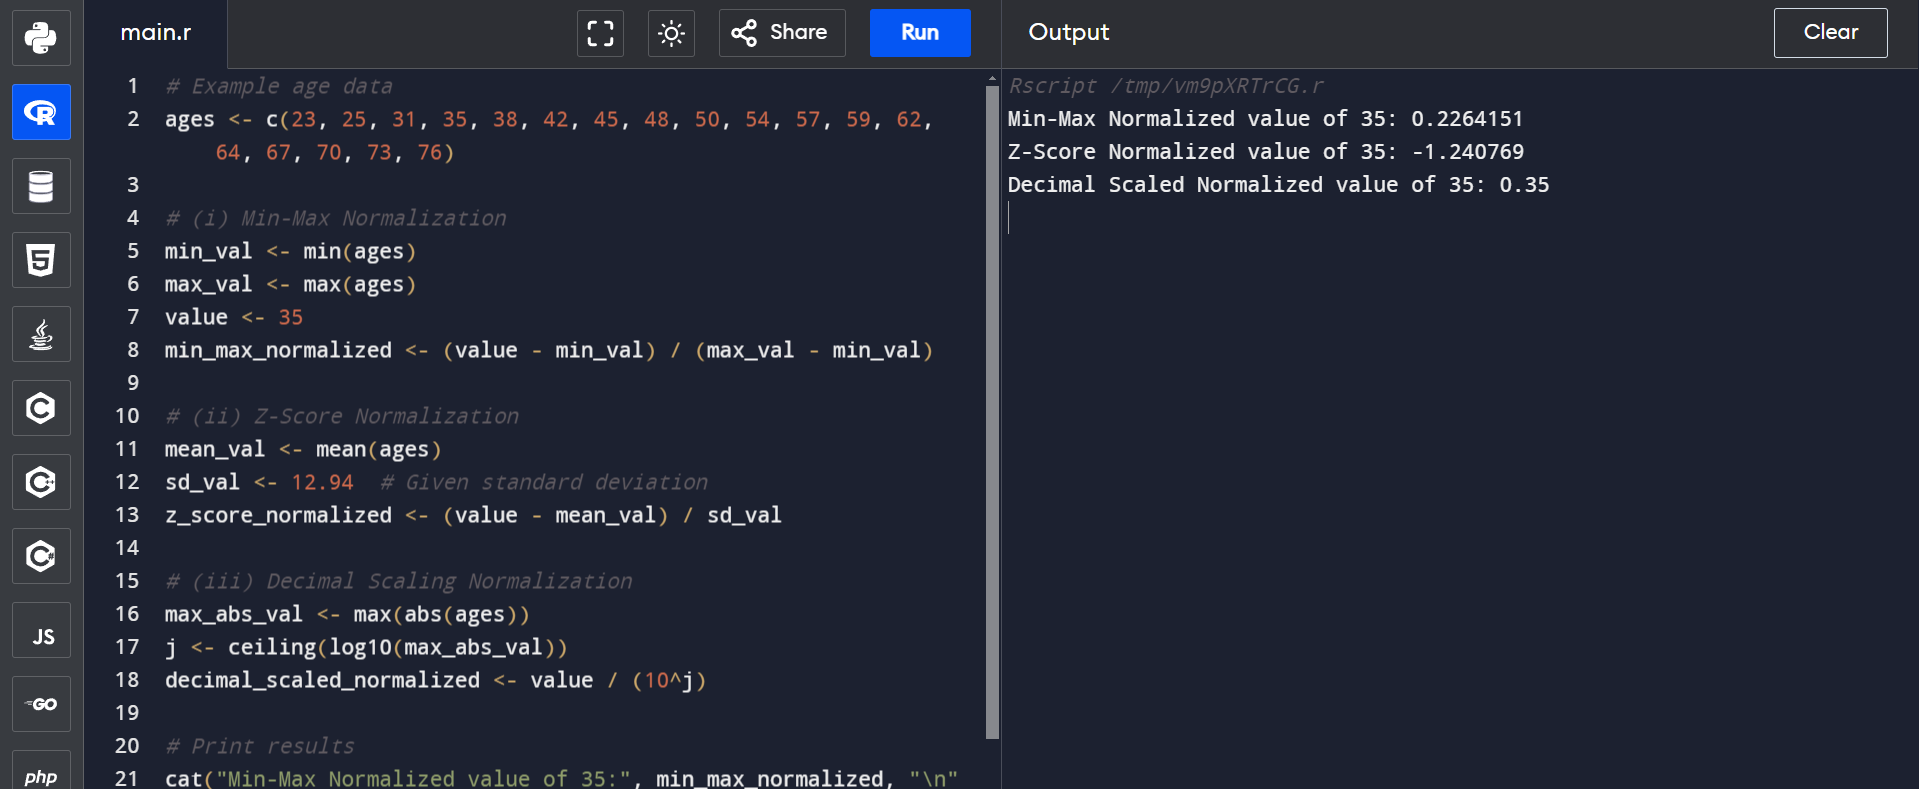 main.r
Share
Run
Output
Clear
1 # Example age data
2 ages <- c(23, 25, 31, 35, 38, 42, 45, 48, 50, 54, 57, 59, 62,
64, 67, 70, 73, 76)
3
4 # (i) Min-Max Normalization
5 min_val <- min(ages)
6 max_val <- max(ages)
7 value <- 35
8 min_max_normalized <- (value - min_val) / (max_val - min_val)
9
10 # (ii) Z-Score Normalization
11 mean_val <- mean(ages)
12 sd_val <- 12.94  # Given standard deviation
13 z_score_normalized <- (value - mean_val) / sd_val
14
15 # (iii) Decimal Scaling Normalization
16 max_abs_val <- max(abs(ages))
17 j <- ceiling(log10(max_abs_val))
18 decimal_scaled_normalized <- value / (10^j)
19
20 # Print results
21 cat("Min-Max Normalized value of 35:", min_max_normalized, "\n"
Rscript /tmp/vm9pXRTrCG.r
Min-Max Normalized value of 35: 0.2264151
Z-Score Normalized value of 35: -1.240769
Decimal Scaled Normalized value of 35: 0.35
R
5
C
C++
C#
JS
GO
php